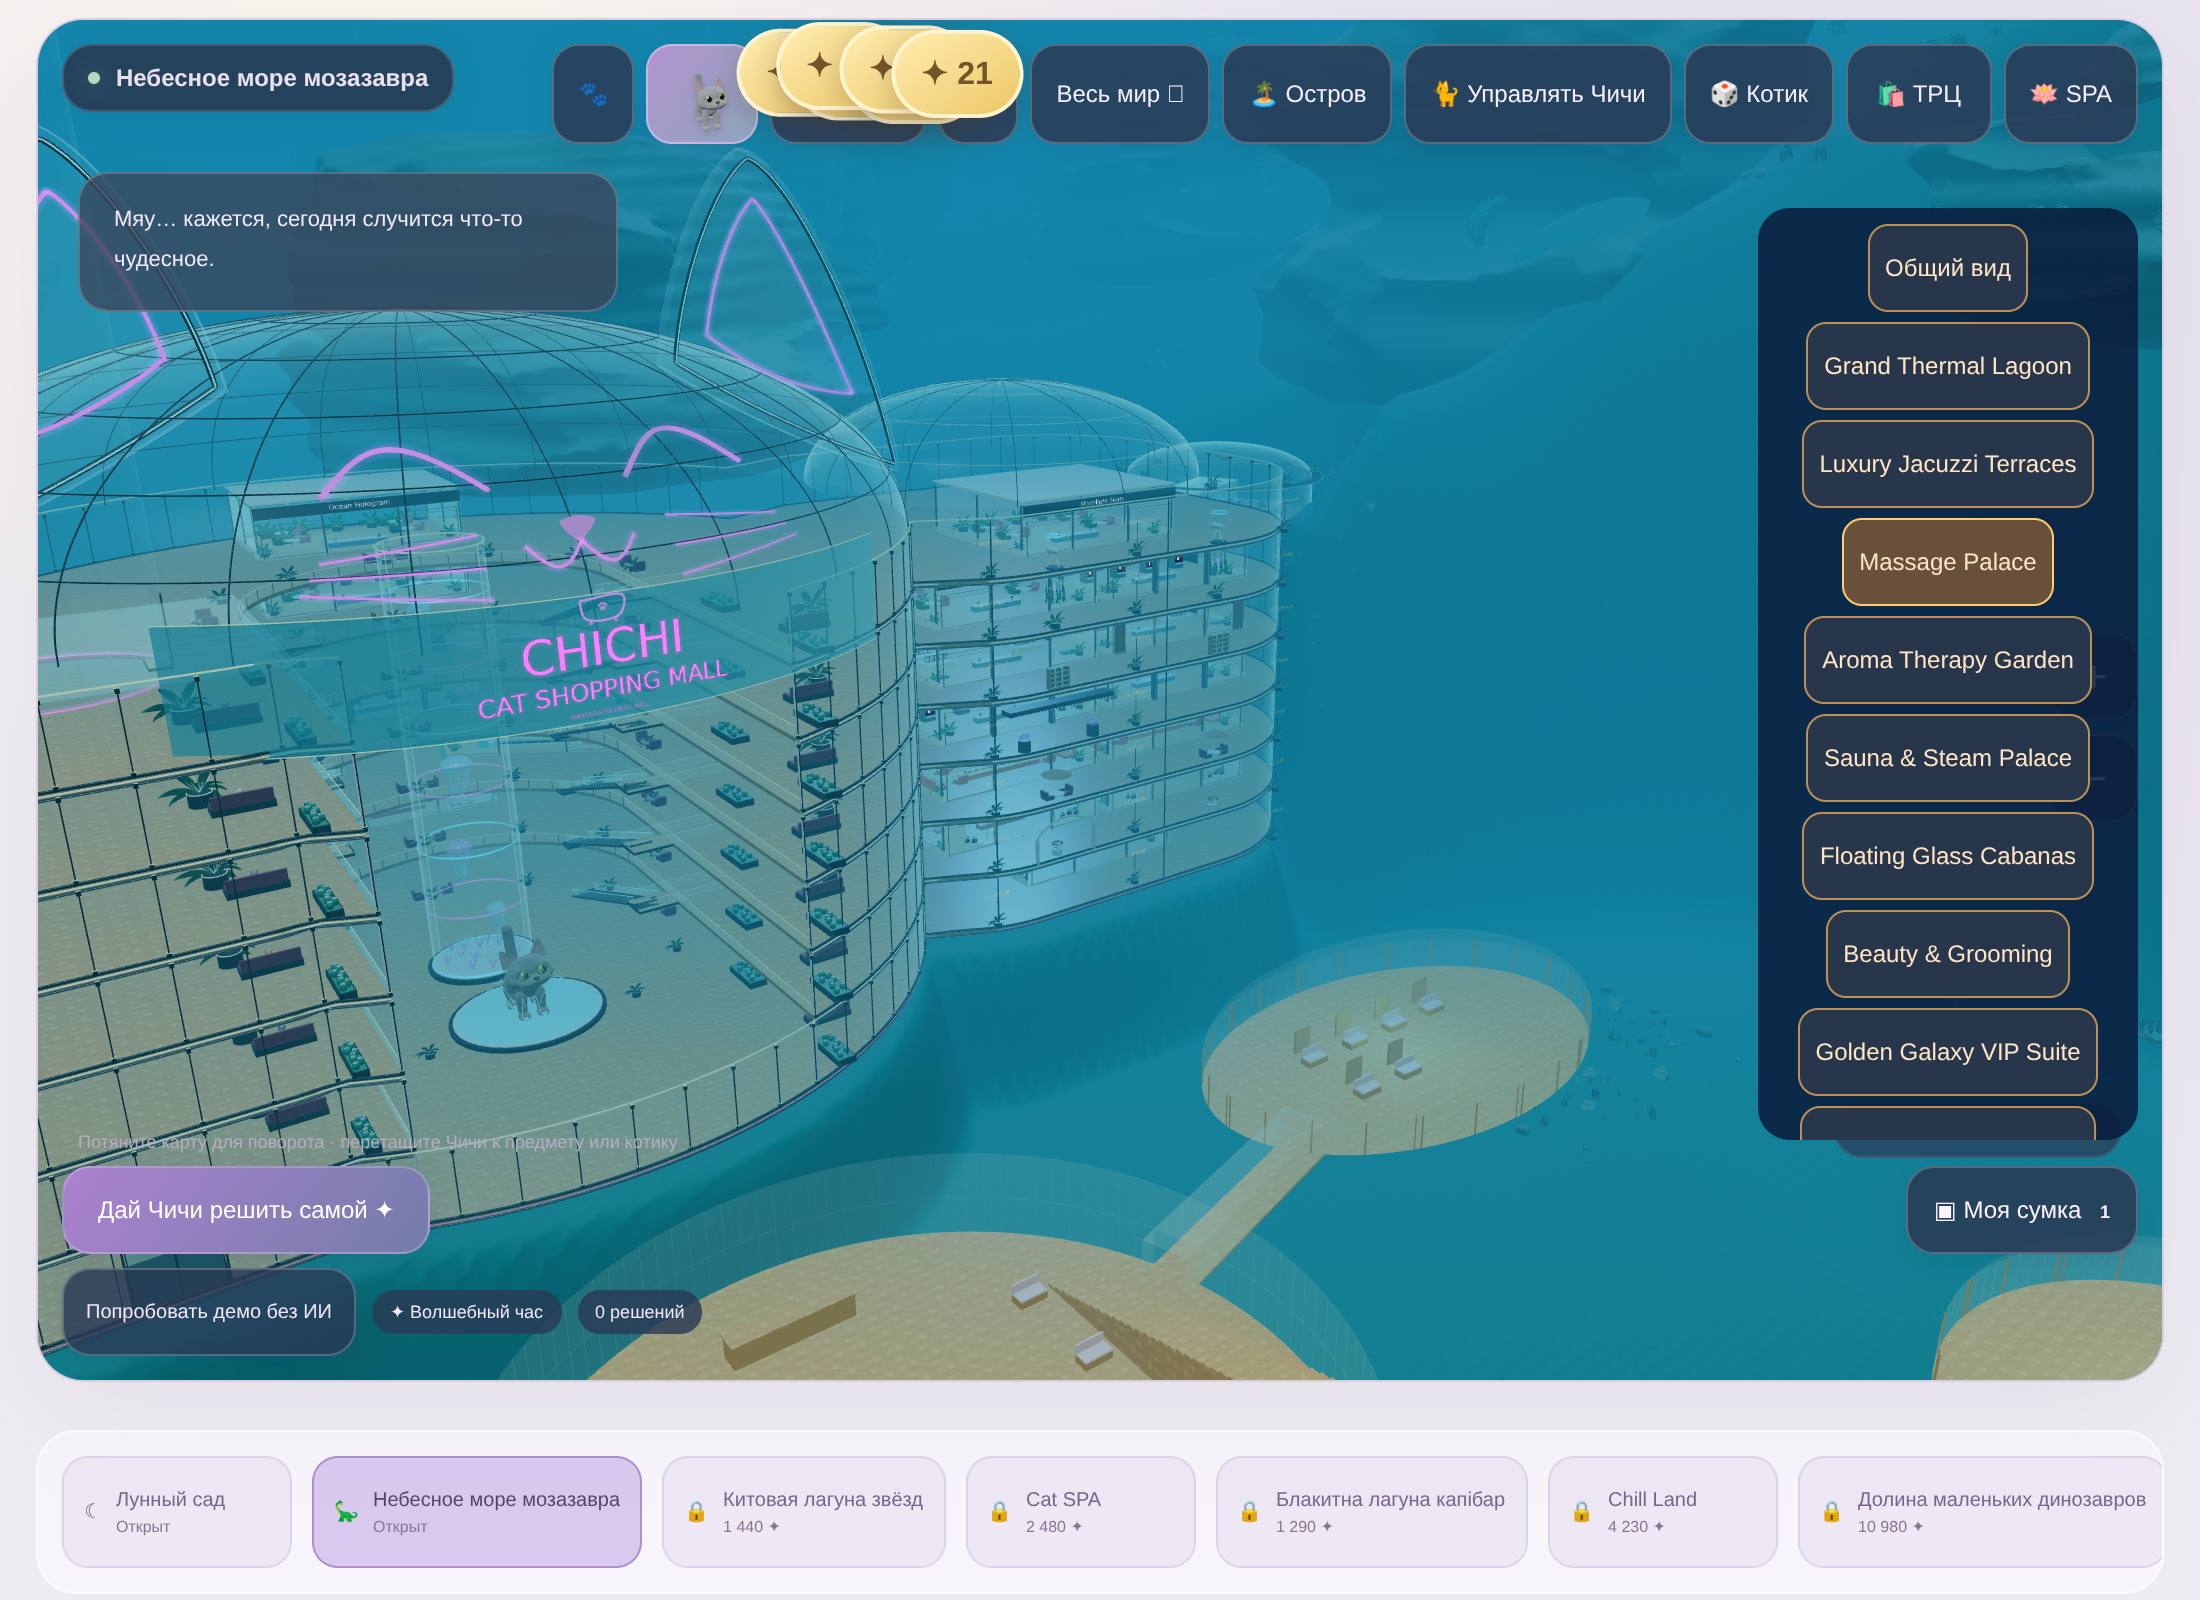 Небесное море мозазавра
✦
✦
✦ 21
Весь мир
🏝️ Остров
🐈 Управлять Чичи
🎲 Котик
🛍️ ТРЦ
🪷 SPA
Мяу… кажется, сегодня случится что-то
чудесное.
Общий вид
Grand Thermal Lagoon
Luxury Jacuzzi Terraces
Massage Palace
Aroma Therapy Garden
Sauna & Steam Palace
Floating Glass Cabanas
Beauty & Grooming
Golden Galaxy VIP Suite
Ocean Hologram
CHICHI
CAT SHOPPING MALL
Потяните карту для поворота · перетащите Чичи к предмету или котику
Дай Чичи решить самой ✦
▣ Моя сумка 1
Попробовать демо без ИИ
✦ Волшебный час
0 решений
Лунный сад
Открыт
Небесное море мозазавра
Открыт
Китовая лагуна звёзд
1 440 ✦
Cat SPA
2 480 ✦
Блакитна лагуна капібар
1 290 ✦
Chill Land
4 230 ✦
Долина маленьких динозавров
10 980 ✦